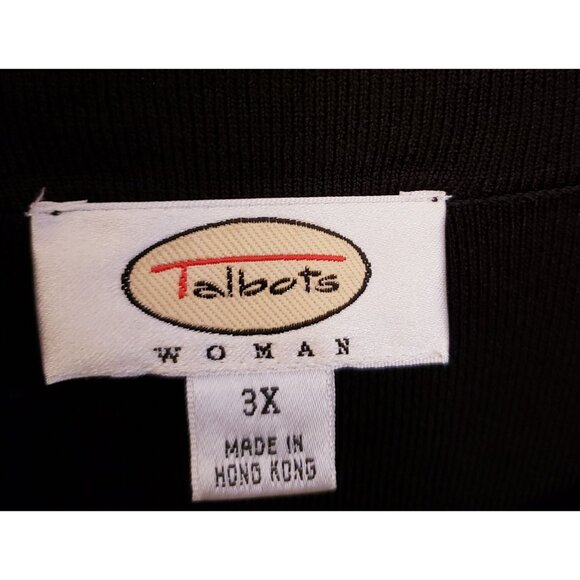 Talbots
WOMAN
3X
MADE IN
HONG KONG